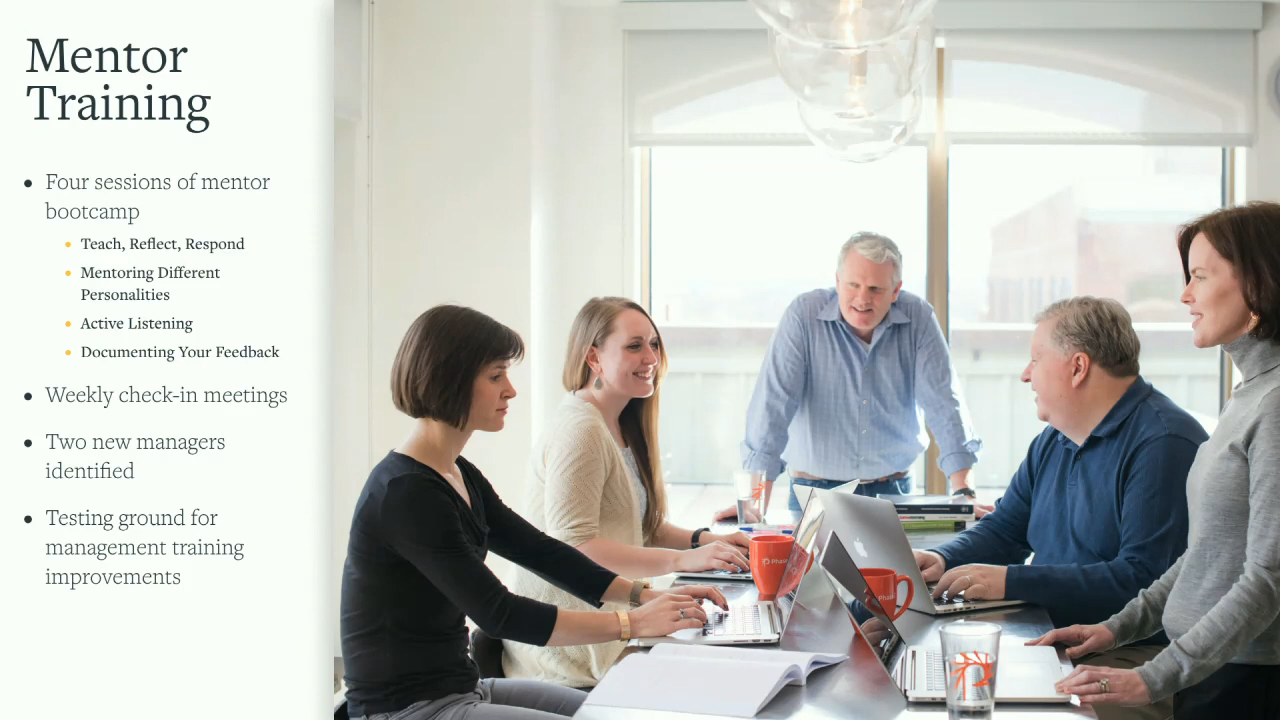 Mentor
Training
• Four sessions of mentor
bootcamp
• Teach, Reflect, Respond
• Mentoring Different
Personalities
• Active Listening
• Documenting Your Feedback
• Weekly check-in meetings
• Two new managers
identified
• Testing ground for
management training
improvements